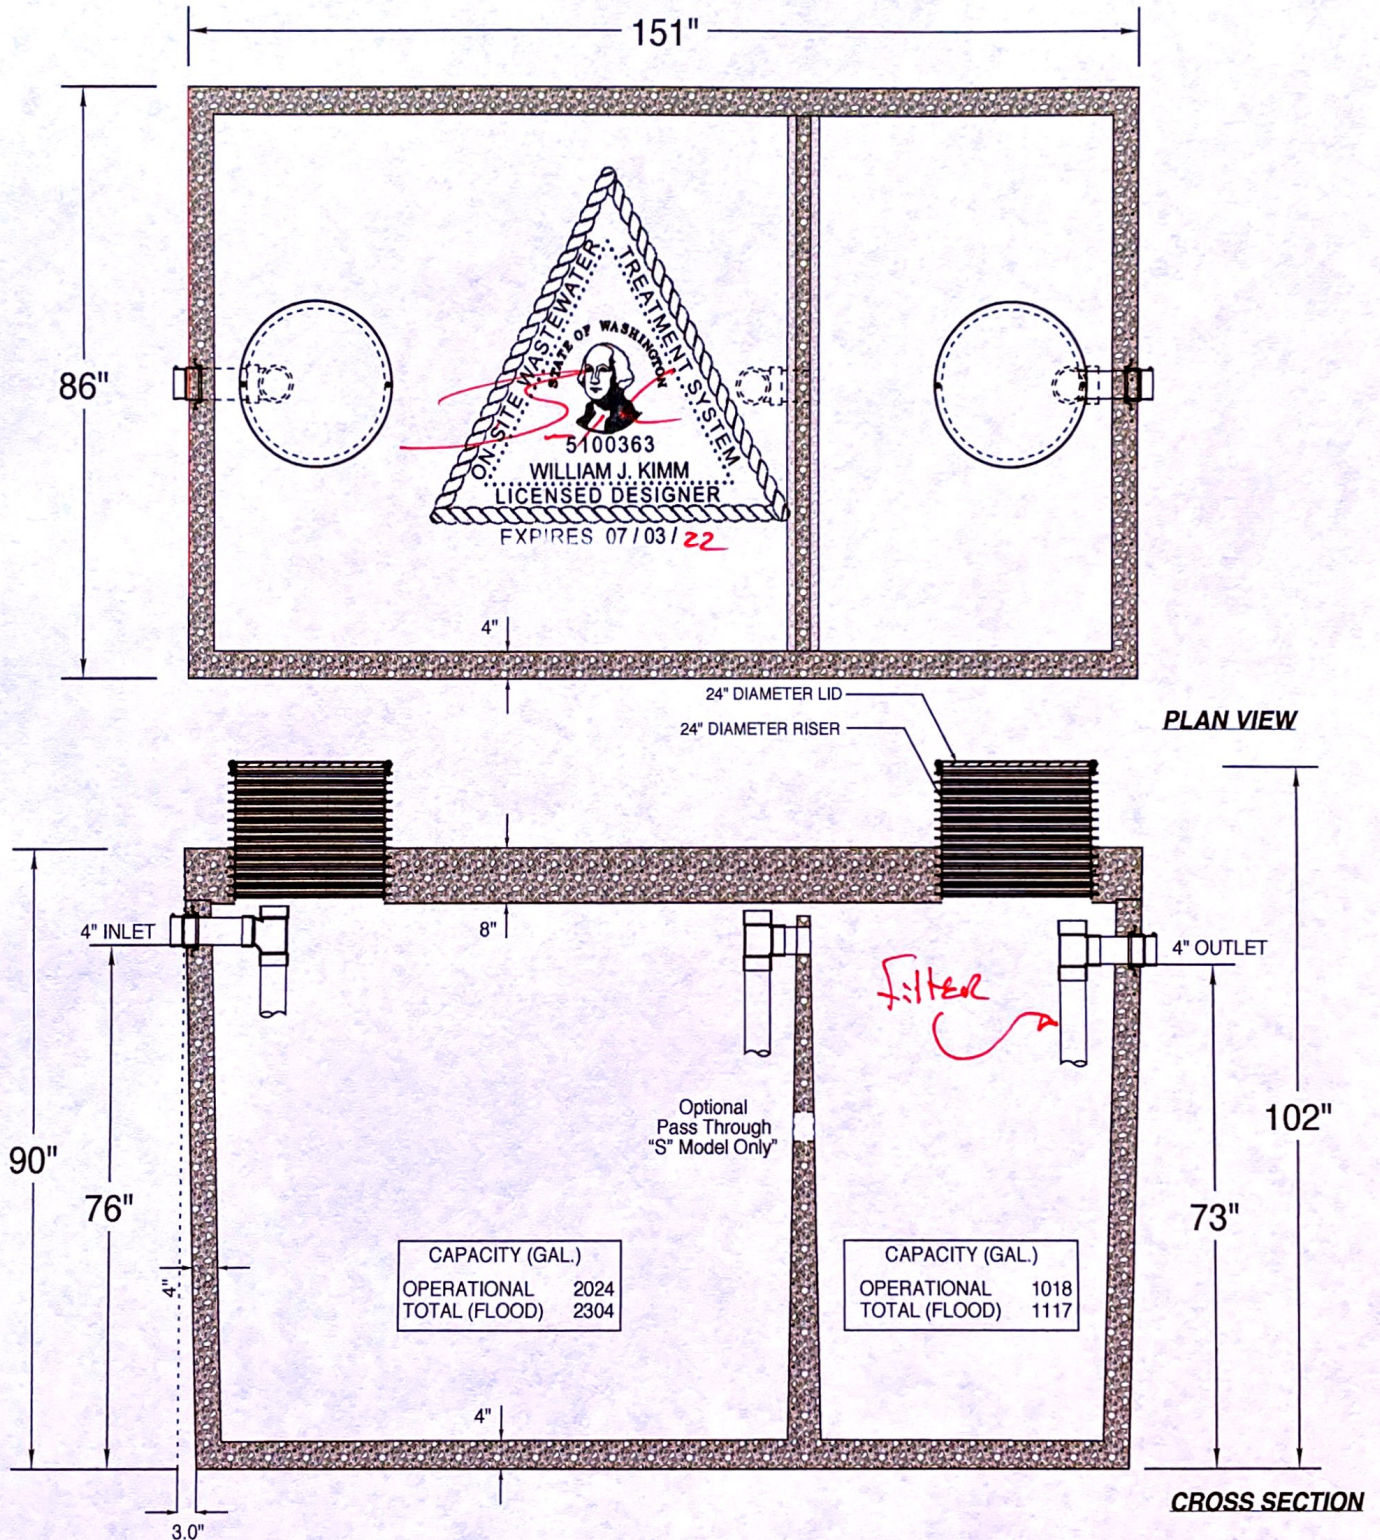 151"
86"
ON-SITE WASTEWATER TREATMENT SYSTEM
STATE OF WASHINGTON
5100363
WILLIAM J. KIMM
LICENSED DESIGNER
EXPIRES 07/03/22
4"
24" DIAMETER LID
24" DIAMETER RISER
PLAN VIEW
4" INLET
8"
4" OUTLET
Filter
90"
76"
Optional
Pass Through
"S" Model Only"
102"
73"
4"
CAPACITY (GAL.)
OPERATIONAL 2024
TOTAL (FLOOD) 2304
CAPACITY (GAL.)
OPERATIONAL 1018
TOTAL (FLOOD) 1117
4"
3.0"
CROSS SECTION